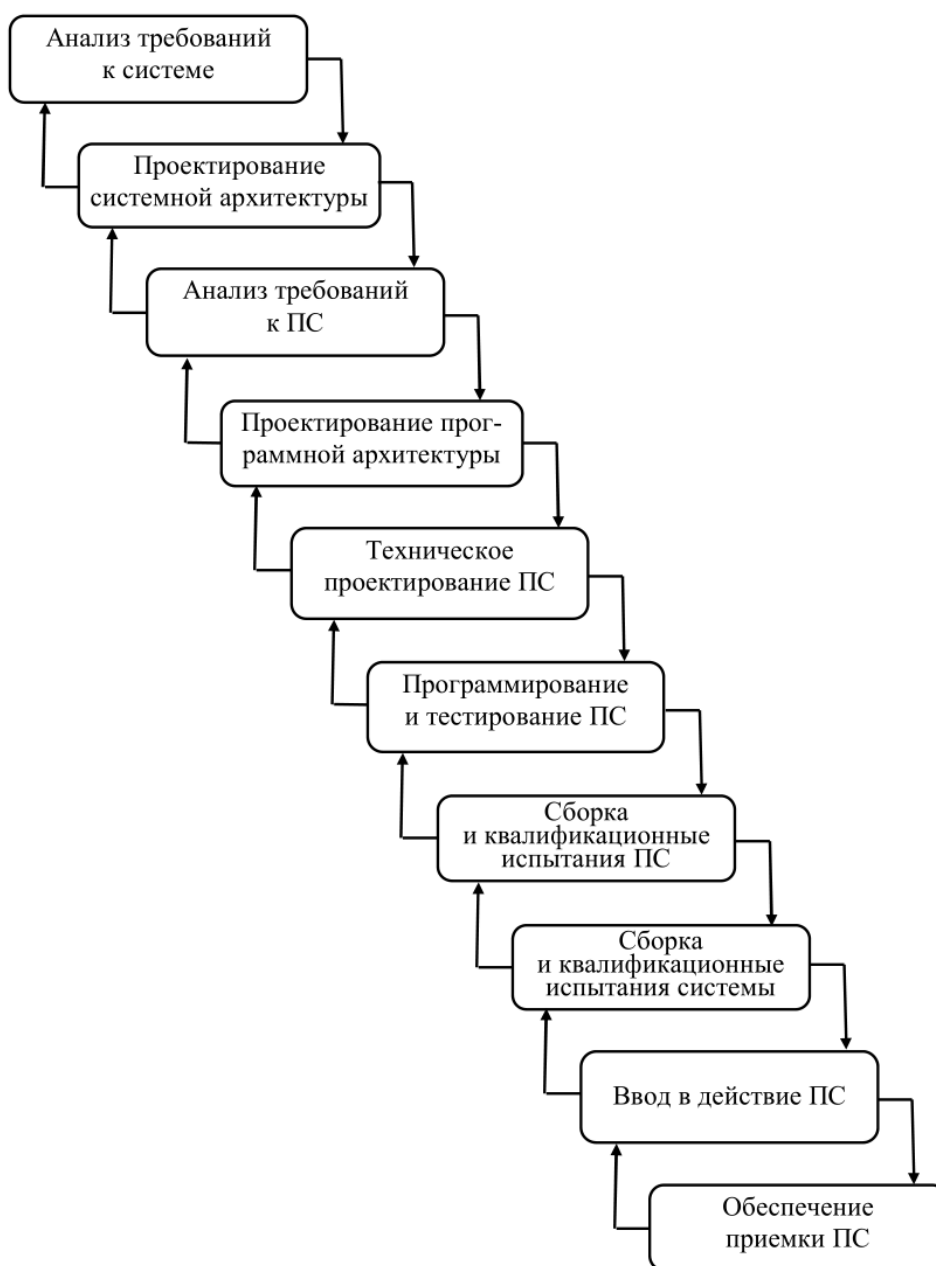 Анализ требований
к системе
Проектирование
системной архитектуры
Анализ требований
к ПС
Проектирование прог-
раммной архитектуры
Техническое
проектирование ПС
Программирование
и тестирование ПС
Сборка
и квалификационные
испытания ПС
Сборка
и квалификационные
испытания системы
Ввод в действие ПС
Обеспечение
приемки ПС